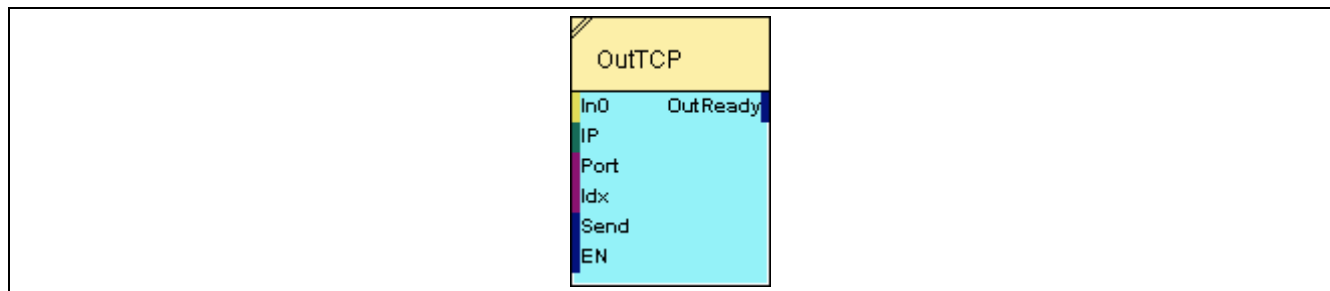 OutTCP
In0 OutReady
IP
Port
Idx
Send
EN